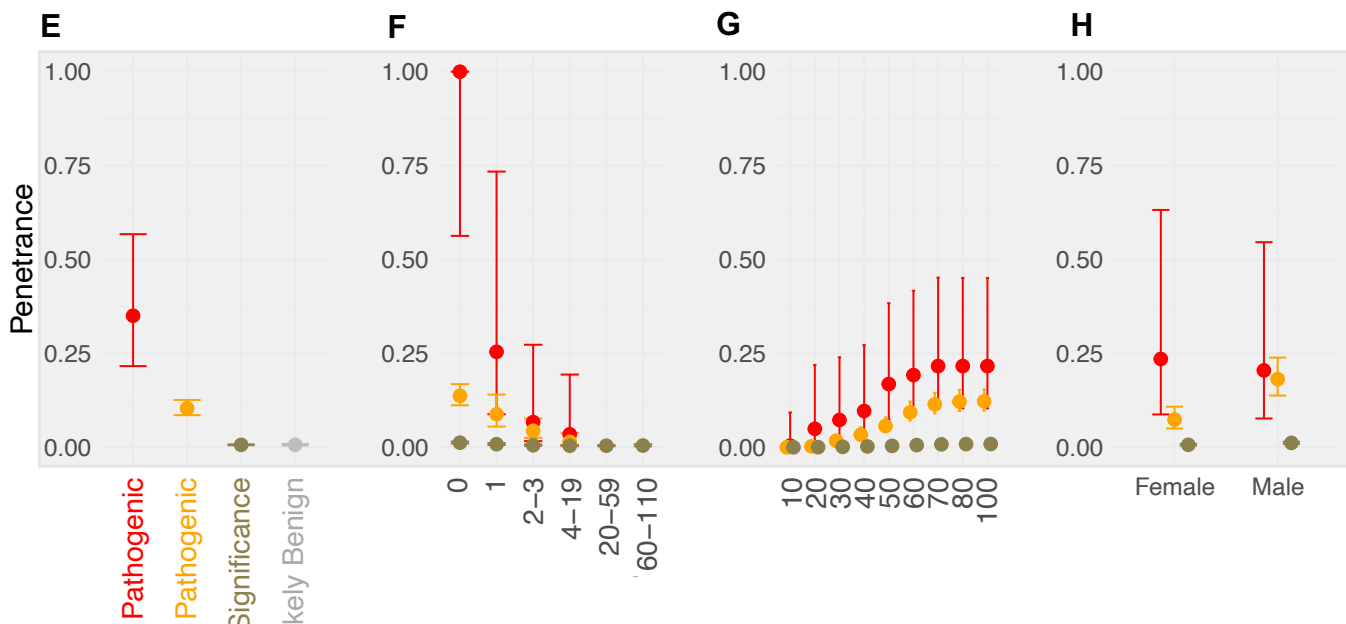 E F G H
1.00 1.00 1.00 1.00
0.75 0.75 0.75 0.75
0.50 0.50 0.50 0.50
0.25 0.25 0.25 0.25
0.00 0.00 0.00 0.00
Penetrance
Pathogenic
Pathogenic
Significance
kely Benign
0
1
2–3
4–19
20–59
60–110
10
20
30
40
50
60
70
80
100
Female Male